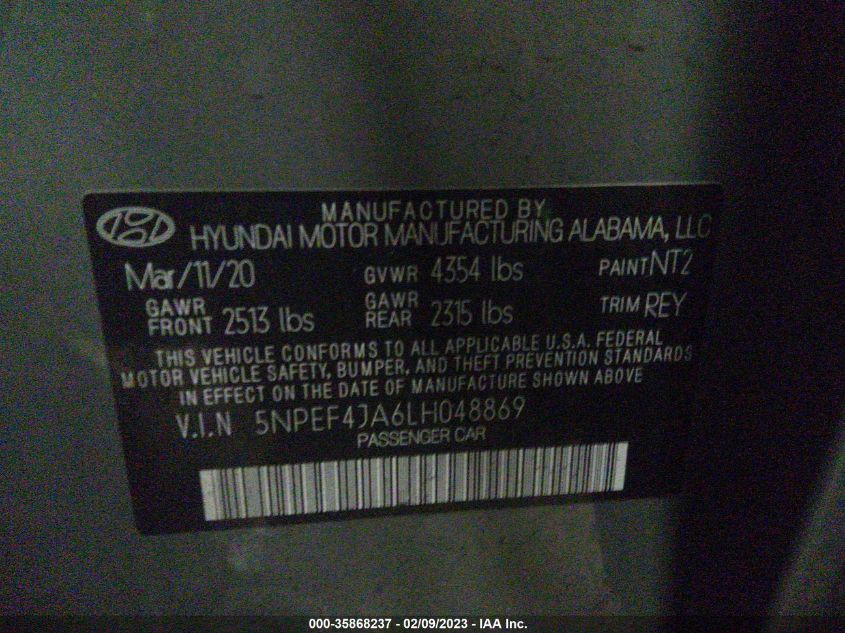 MANUFACTURED BY
HYUNDAI MOTOR MANUFACTURING ALABAMA, LLC
Mar/11/20 GVWR 4354 lbs PAINT NT2
GAWR FRONT 2513 lbs GAWR REAR 2315 lbs TRIM REY
THIS VEHICLE CONFORMS TO ALL APPLICABLE U.S.A. FEDERAL
MOTOR VEHICLE SAFETY, BUMPER, AND THEFT PREVENTION STANDARDS
IN EFFECT ON THE DATE OF MANUFACTURE SHOWN ABOVE
V.I.N 5NPEF4JA6LH048869
PASSENGER CAR
000-35868237 - 02/09/2023 - IAA Inc.